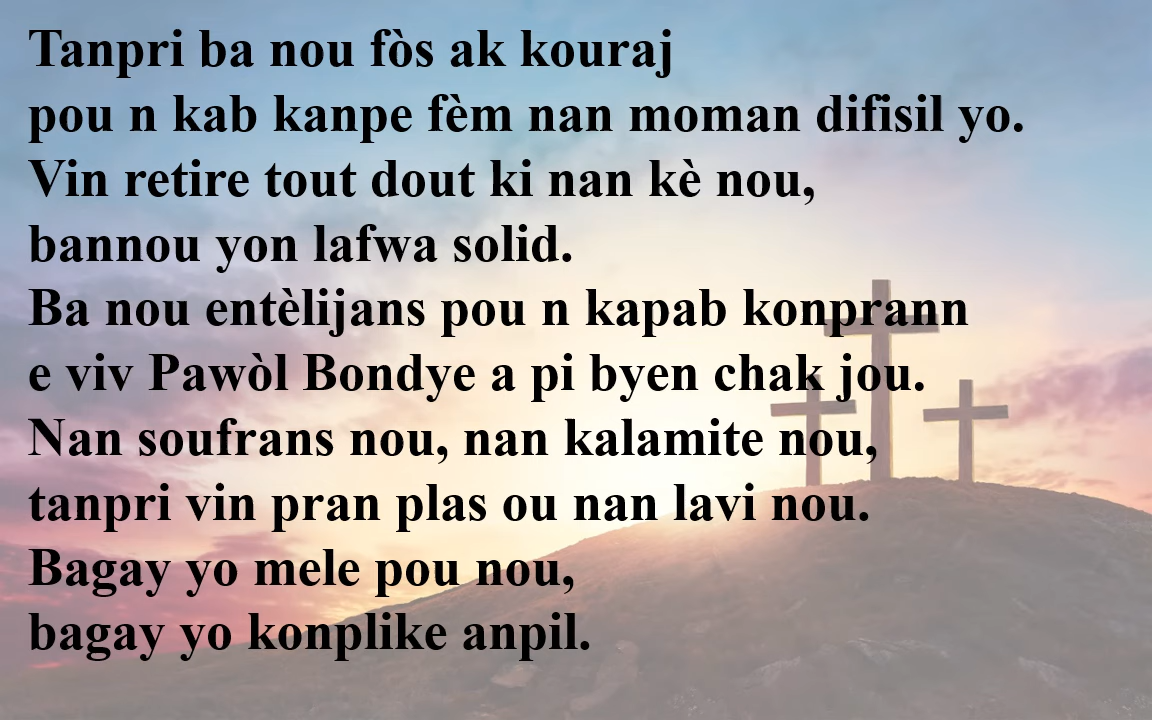 Tanpri ba nou fòs ak kouraj
pou n kab kanpe fèm nan moman difisil yo.
Vin retire tout dout ki nan kè nou,
bannou yon lafwa solid.
Ba nou entèlijans pou n kapab konprann
e viv Pawòl Bondye a pi byen chak jou.
Nan soufrans nou, nan kalamite nou,
tanpri vin pran plas ou nan lavi nou.
Bagay yo mele pou nou,
bagay yo konplike anpil.